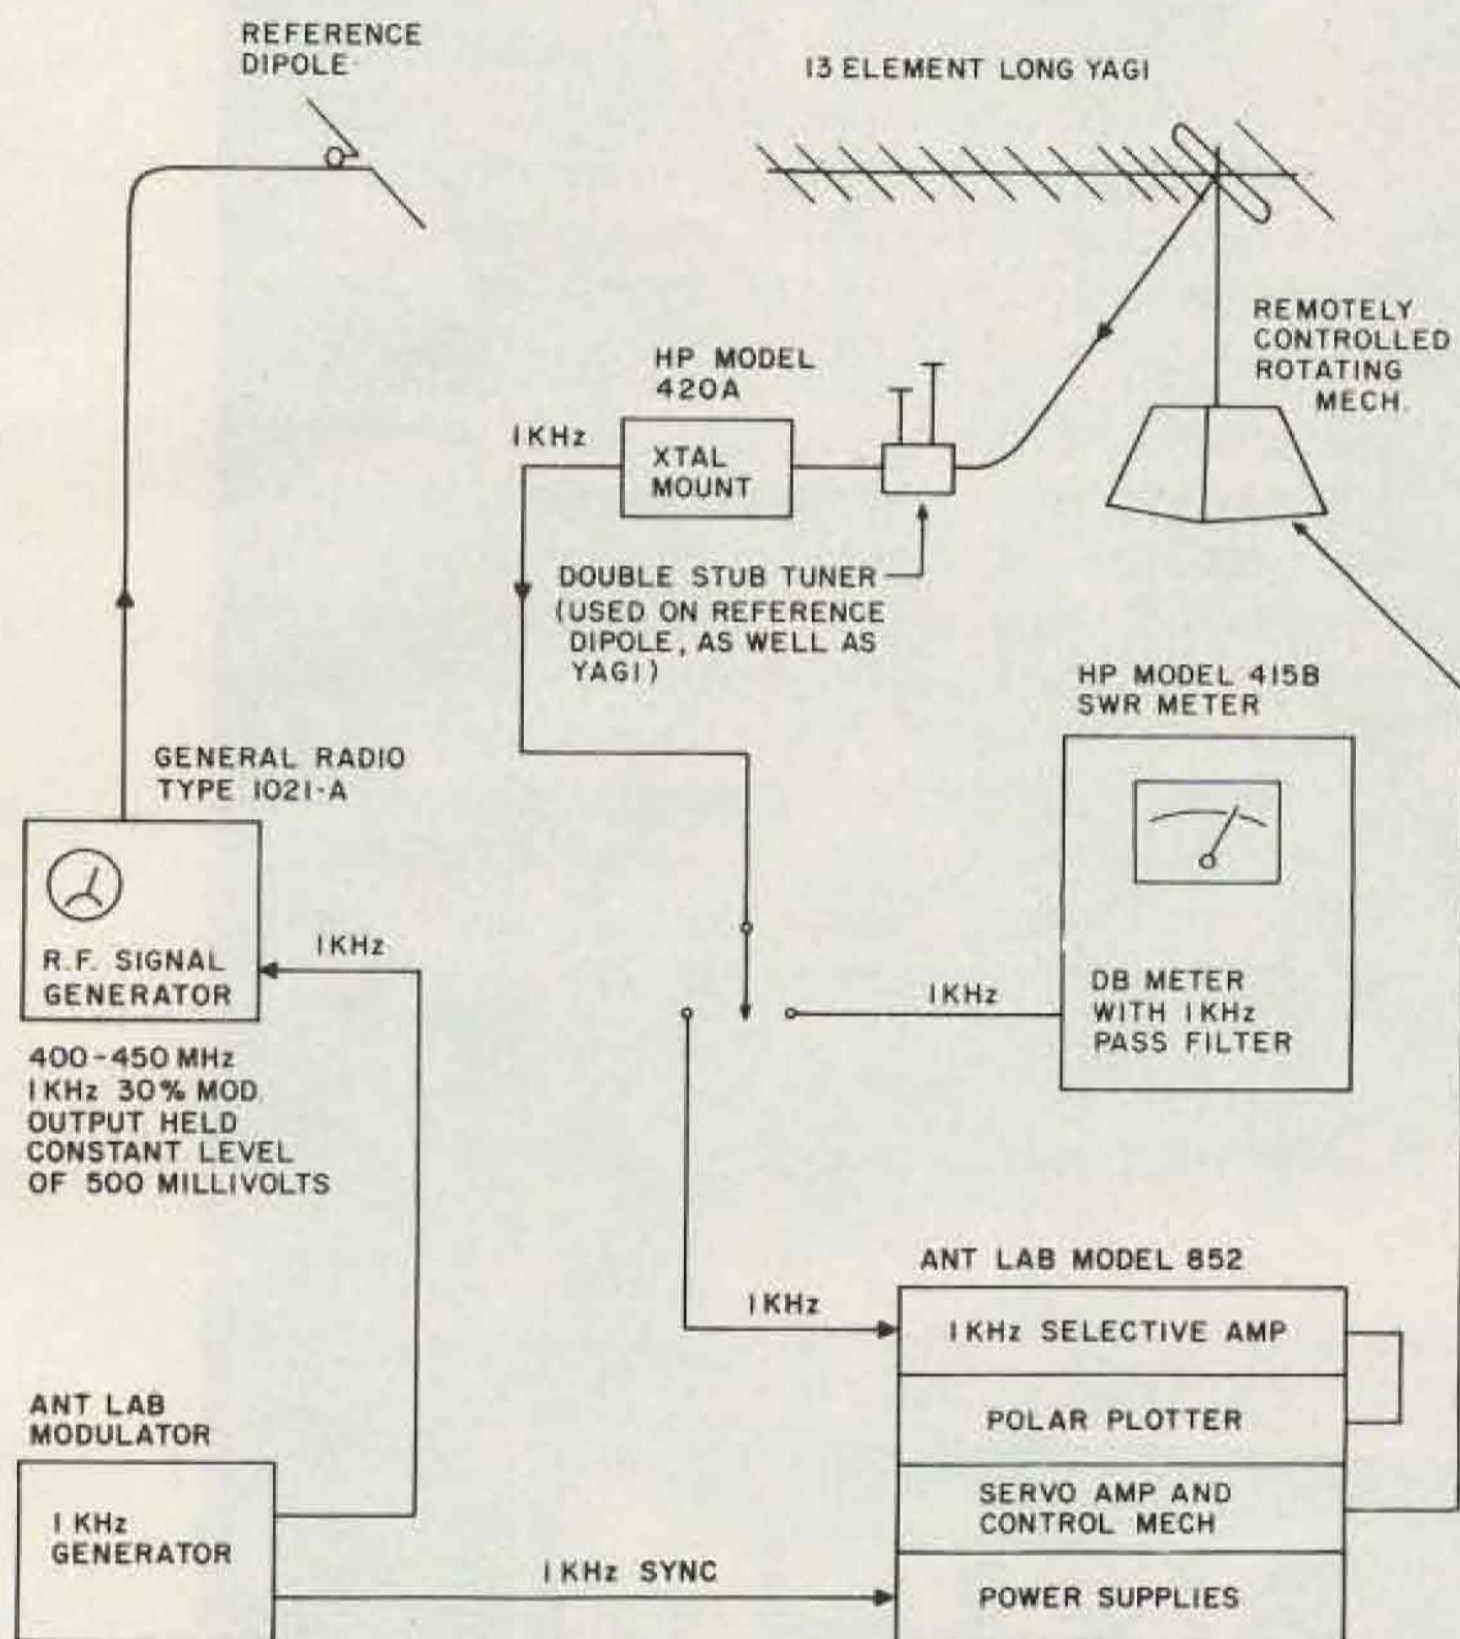 REFERENCE
DIPOLE
13 ELEMENT LONG YAGI
REMOTELY
CONTROLLED
ROTATING
MECH.
HP MODEL
420A
1KHz
XTAL
MOUNT
DOUBLE STUB TUNER
(USED ON REFERENCE
DIPOLE, AS WELL AS
YAGI)
HP MODEL 415B
SWR METER
GENERAL RADIO
TYPE 1021-A
R.F. SIGNAL
GENERATOR
1KHz
1KHz
DB METER
WITH 1KHz
PASS FILTER
400-450 MHz
1KHz 30% MOD.
OUTPUT HELD
CONSTANT LEVEL
OF 500 MILLIVOLTS
ANT LAB MODEL 852
1KHz
1KHz SELECTIVE AMP
POLAR PLOTTER
SERVO AMP AND
CONTROL MECH
POWER SUPPLIES
ANT LAB
MODULATOR
1 KHz
GENERATOR
1 KHz SYNC